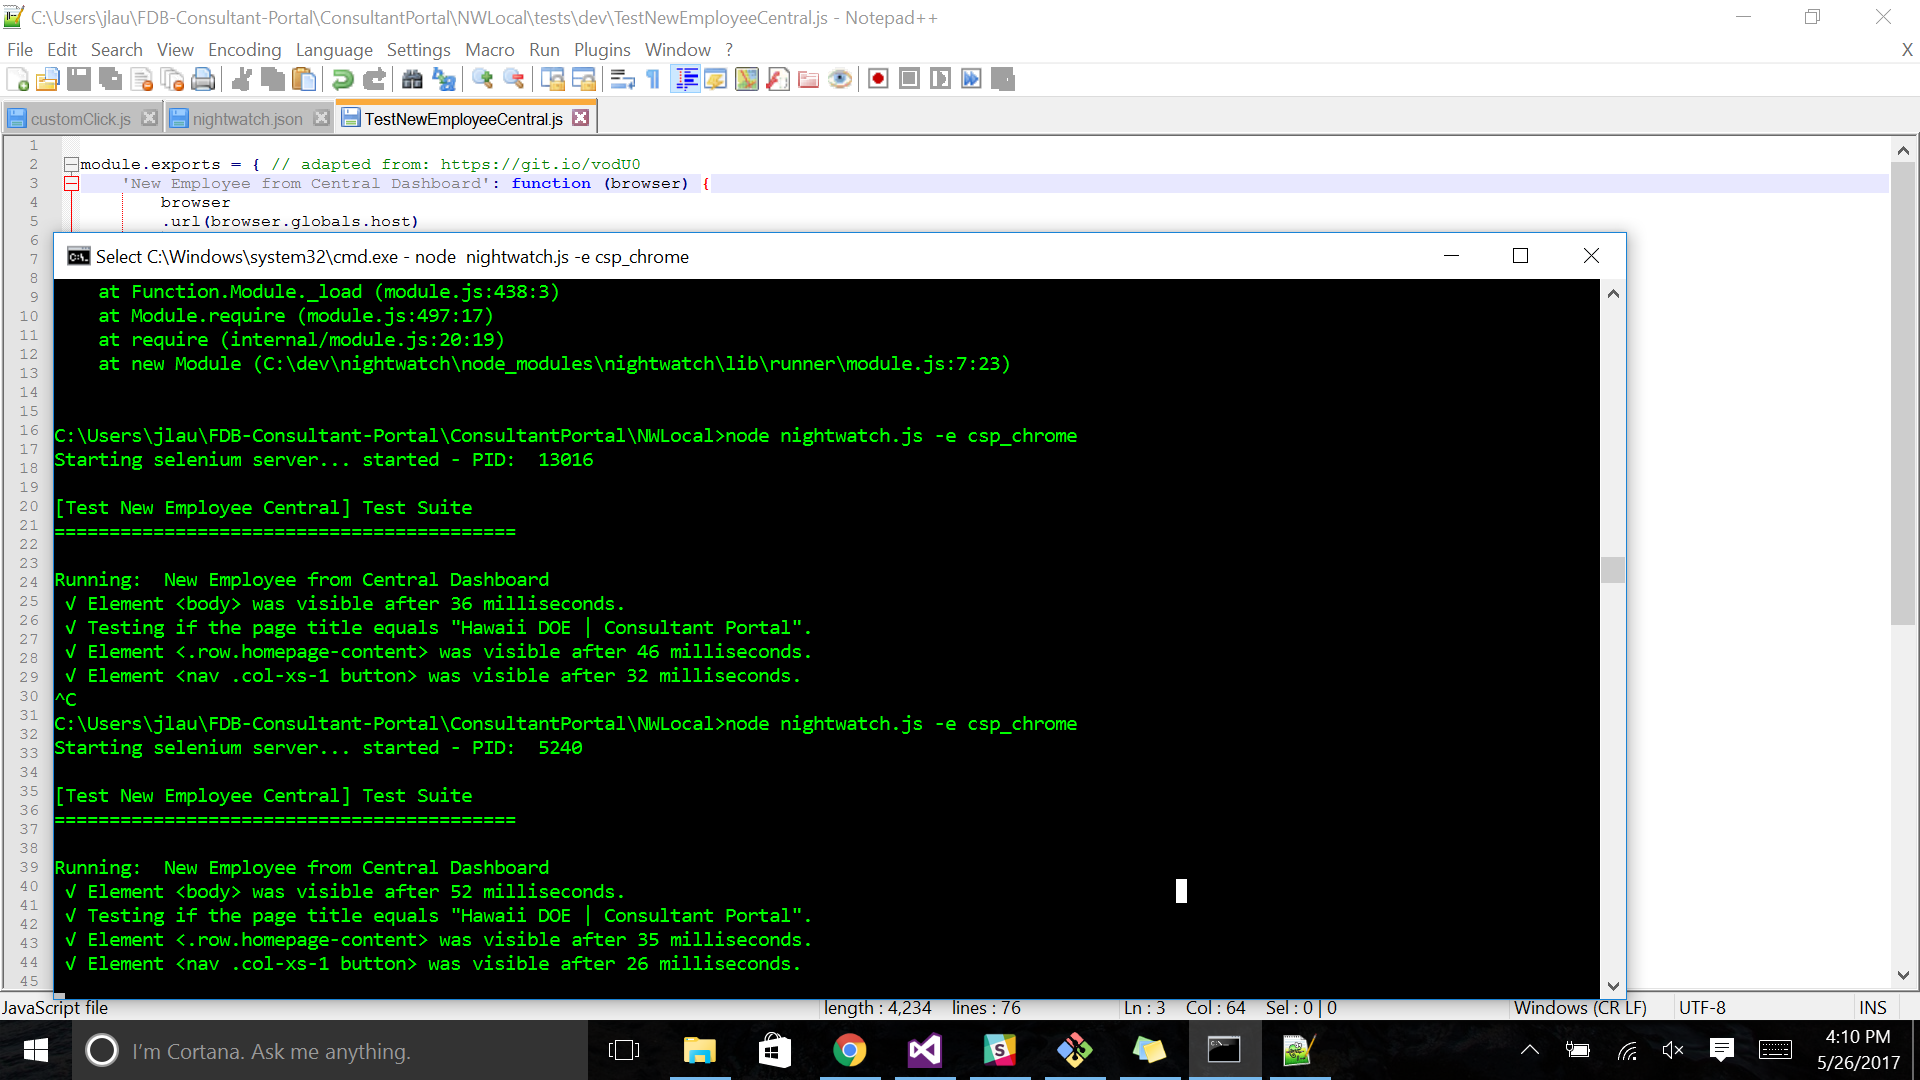 C:\Users\jlau\FDB-Consultant-Portal\ConsultantPortal\NWLocal\tests\dev\TestNewEmployeeCentral.js - Notepad++
File Edit Search View Encoding Language Settings Macro Run Plugins Window ? X
customClick.js nightwatch.json TestNewEmployeeCentral.js
1
2 module.exports = { // adapted from: https://git.io/vodU0
3 'New Employee from Central Dashboard': function (browser) {
4 browser
5 .url(browser.globals.host)
6
7
8
9
10
11
12
13
14
15
16
17
18
19
20
21
22
23
24
25
26
27
28
29
30
31
32
33
34
35
36
37
38
39
40
41
42
43
44
45
Select C:\Windows\system32\cmd.exe - node  nightwatch.js -e csp_chrome
at Function.Module._load (module.js:438:3)
at Module.require (module.js:497:17)
at require (internal/module.js:20:19)
at new Module (C:\dev\nightwatch\node_modules\nightwatch\lib\runner\module.js:7:23)
C:\Users\jlau\FDB-Consultant-Portal\ConsultantPortal\NWLocal>node nightwatch.js -e csp_chrome
Starting selenium server... started - PID:  13016
[Test New Employee Central] Test Suite
==========================================
Running:  New Employee from Central Dashboard
√ Element <body> was visible after 36 milliseconds.
√ Testing if the page title equals "Hawaii DOE | Consultant Portal".
√ Element <.row.homepage-content> was visible after 46 milliseconds.
√ Element <nav .col-xs-1 button> was visible after 32 milliseconds.
^C
C:\Users\jlau\FDB-Consultant-Portal\ConsultantPortal\NWLocal>node nightwatch.js -e csp_chrome
Starting selenium server... started - PID:  5240
[Test New Employee Central] Test Suite
==========================================
Running:  New Employee from Central Dashboard
√ Element <body> was visible after 52 milliseconds.
√ Testing if the page title equals "Hawaii DOE | Consultant Portal".
√ Element <.row.homepage-content> was visible after 35 milliseconds.
√ Element <nav .col-xs-1 button> was visible after 26 milliseconds.
JavaScript file length : 4,234 lines : 76 Ln : 3 Col : 64 Sel : 0 | 0 Windows (CR LF) UTF-8 INS
I'm Cortana. Ask me anything.
4:10 PM
5/26/2017